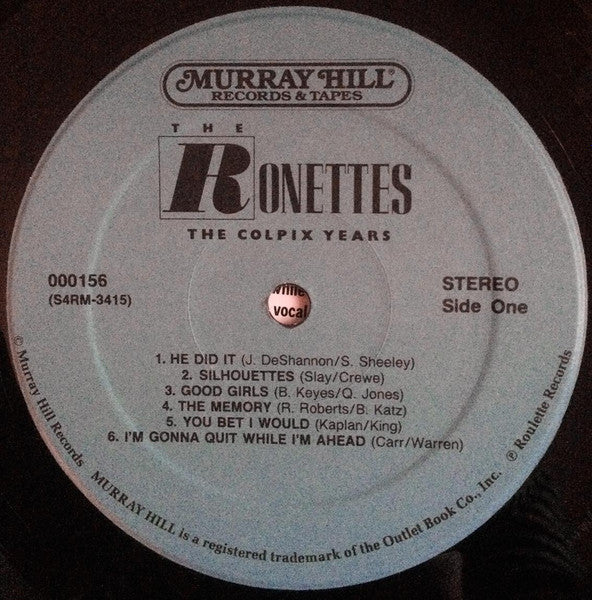 MURRAY HILL®
RECORDS & TAPES
THE
RONETTES
THE COLPIX YEARS
000156
(S4RM-3415)
STEREO
Side One
vocal
1. HE DID IT (J. DeShannon/S. Sheeley)
2. SILHOUETTES (Slay/Crewe)
3. GOOD GIRLS (B. Keyes/Q. Jones)
4. THE MEMORY (R. Roberts/B. Katz)
5. YOU BET I WOULD (Kaplan/King)
6. I'M GONNA QUIT WHILE I'M AHEAD (Carr/Warren)
© Murray Hill Records
MURRAY HILL is a registered trademark of the Outlet Book Co., Inc.
℗ Roulette Records